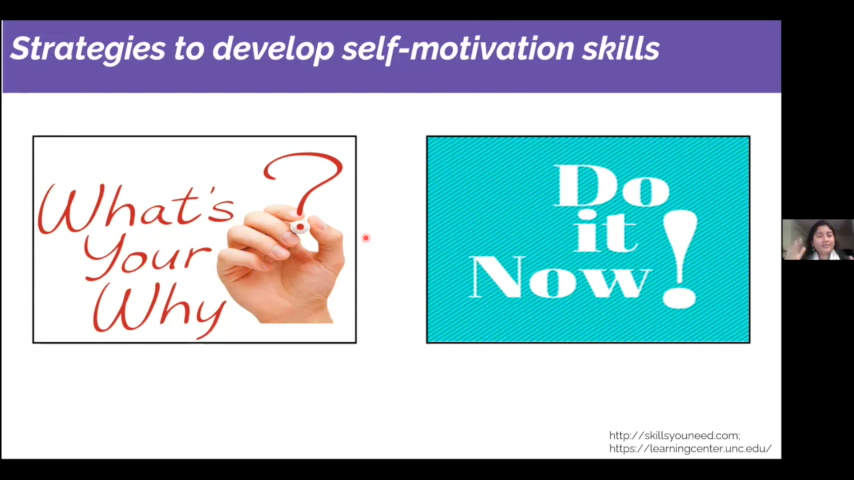 Strategies to develop self-motivation skills
What's
Your
Why
?
Do
it
Now!
http://skillsyouneed.com;
https://learningcenter.unc.edu/